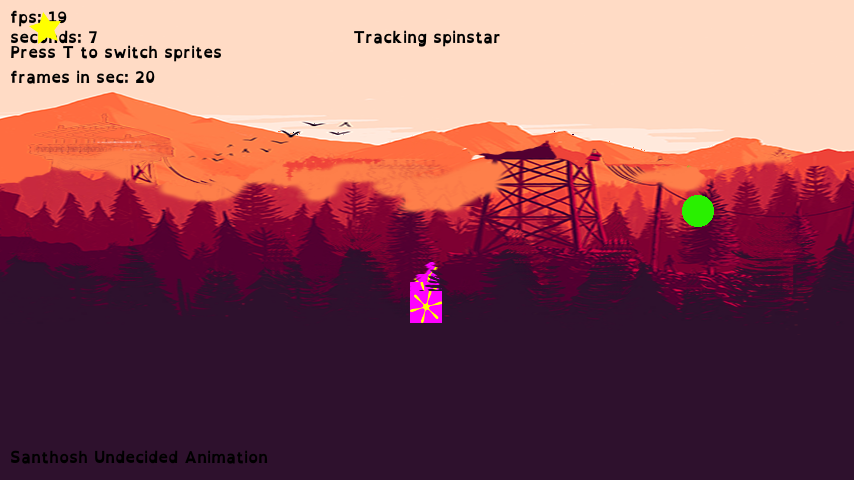 fps: 19
seconds: 7
Tracking spinstar
Press T to switch sprites
frames in sec: 20
Santhosh Undecided Animation